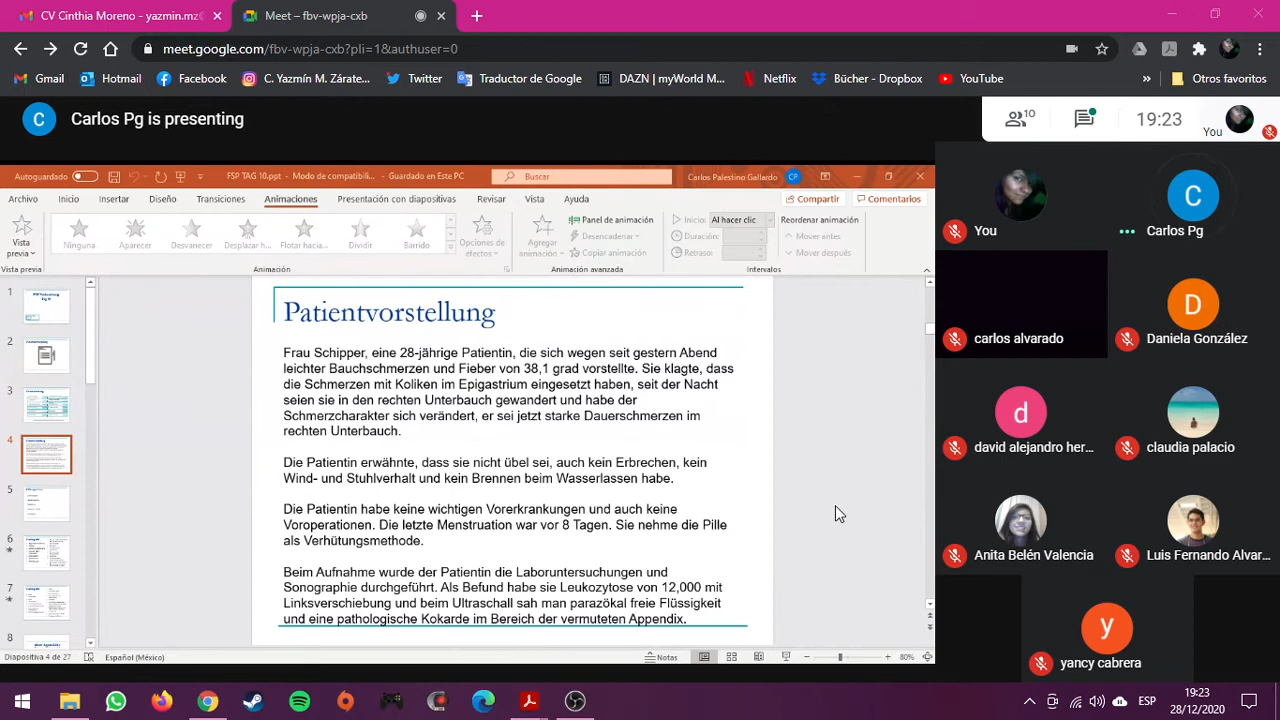 CV Cinthia Moreno - yazmin.mz
Meet – fbv-wpja-cxb
meet.google.com/fbv-wpja-cxb?pli=1&authuser=0
Gmail Hotmail Facebook C. Yazmín M. Zárate... Twitter Traductor de Google DAZN | myWorld M... Netflix Bücher - Dropbox YouTube » Otros favoritos
C Carlos Pg is presenting
10 19:23 You
Autoguardado FSP TAG 10.ppt - Modo de compatibili... - Guardado en Este PC Buscar Carlos Palestino Gallardo CP
Archivo Inicio Insertar Diseño Transiciones Animaciones Presentación con diapositivas Revisar Vista Ayuda Compartir Comentarios
Vista previa
Ninguna Aparecer Desvanecer Desplazar h... Flotar hacia... Dividir Barrido
Opciones de efectos
Agregar animación
Panel de animación
Desencadenar
Copiar animación
Inicio: Al hacer clic
Duración:
Retraso:
Reordenar animación
Mover antes
Mover después
Vista previa Animación Animación avanzada Intervalos
1
2
3
4
5
6
7
8
Patientvorstellung
Frau Schipper, eine 28-jährige Patientin, die sich wegen seit gestern Abend
leichter Bauchschmerzen und Fieber von 38,1 grad vorstellte. Sie klagte, dass
die Schmerzen mit Koliken im Epigastrium eingesetzt haben, seit der Nacht
seien sie in den rechten Unterbauch gewandert und habe der
Schmerzcharakter sich verändert, er sei jetzt starke Dauerschmerzen im
rechten Unterbauch.
Die Patientin erwähnte, dass sie nicht übel sei, auch kein Erbrechen, kein
Wind- und Stuhlverhalt und kein Brennen beim Wasserlassen habe.
Die Patientin habe keine wichtigen Vorerkrankungen und auch keine
Voroperationen. Die letzte Menstruation war vor 8 Tagen. Sie nehme die Pille
als Verhütungsmethode.
Beim Aufnahme wurde der Patientin die Laboruntersuchungen und
Sonographie durchgeführt. Als Befund habe sie Leukozytose von 12,000 mit
Linksverschiebung und beim Ultraschall sah man parazökal freie Flüssigkeit
und eine pathologische Kokarde im Bereich der vermuteten Appendix.
Diapositiva 4 de 27 Español (México) Notas 80%
You
C
Carlos Pg
carlos alvarado
D
Daniela González
d
david alejandro her...
claudia palacio
Anita Belén Valencia
Luis Fernando Alvar...
y
yancy cabrera
ESP
19:23
28/12/2020